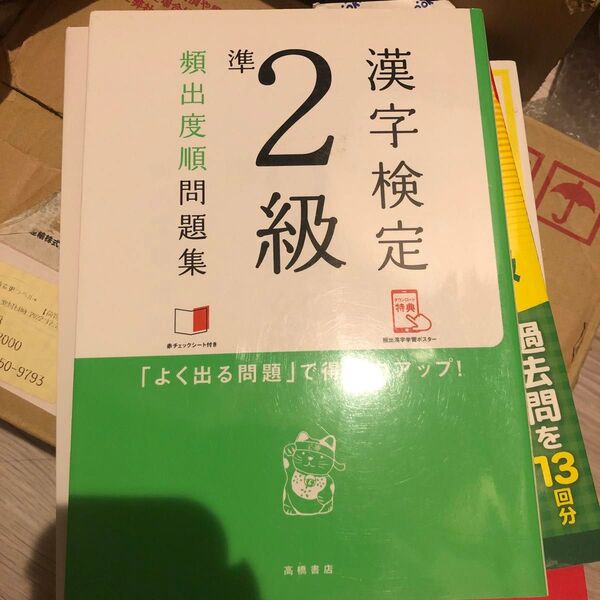 漢字検定
準2級
頻出度順問題集
赤チェックシート付き
ダウンロード
特典
頻出漢字学習ポスター
「よく出る問題」で得
アップ!
高橋書店
過去問を
13回分
2000
50-9793